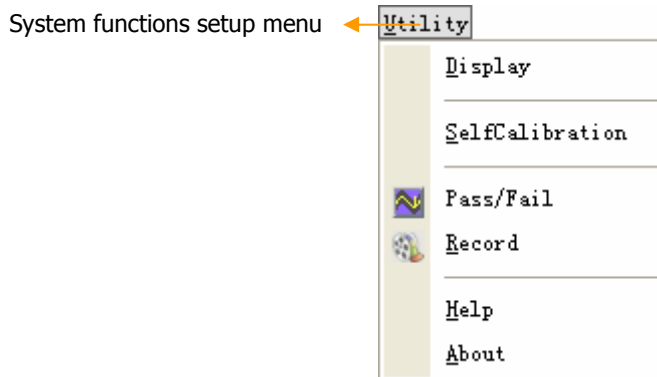 System functions setup menu
Utility
Display
SelfCalibration
Pass/Fail
Record
Help
About